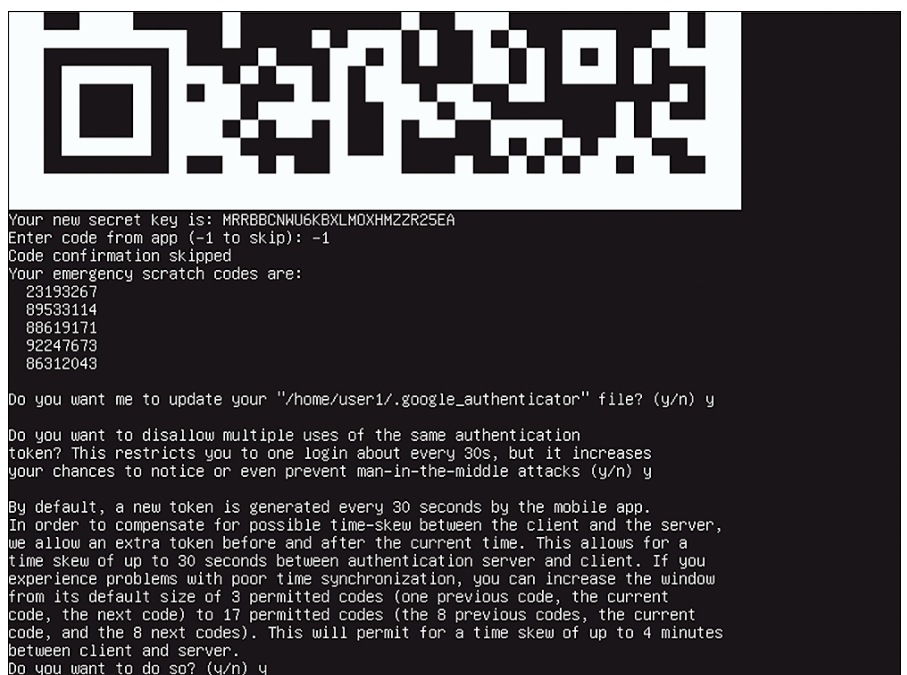 Your new secret key is: MRRBBCNWU6KBXLMOXHMZZR25EA
Enter code from app (-1 to skip): -1
Code confirmation skipped
Your emergency scratch codes are:
  23193267
  89533114
  88619171
  92247673
  86312043
Do you want me to update your "/home/user1/.google_authenticator" file? (y/n) y
Do you want to disallow multiple uses of the same authentication
token? This restricts you to one login about every 30s, but it increases
your chances to notice or even prevent man-in-the-middle attacks (y/n) y
By default, a new token is generated every 30 seconds by the mobile app.
In order to compensate for possible time-skew between the client and the server,
we allow an extra token before and after the current time. This allows for a
time skew of up to 30 seconds between authentication server and client. If you
experience problems with poor time synchronization, you can increase the window
from its default size of 3 permitted codes (one previous code, the current
code, the next code) to 17 permitted codes (the 8 previous codes, the current
code, and the 8 next codes). This will permit for a time skew of up to 4 minutes
between client and server.
Do you want to do so? (y/n) y